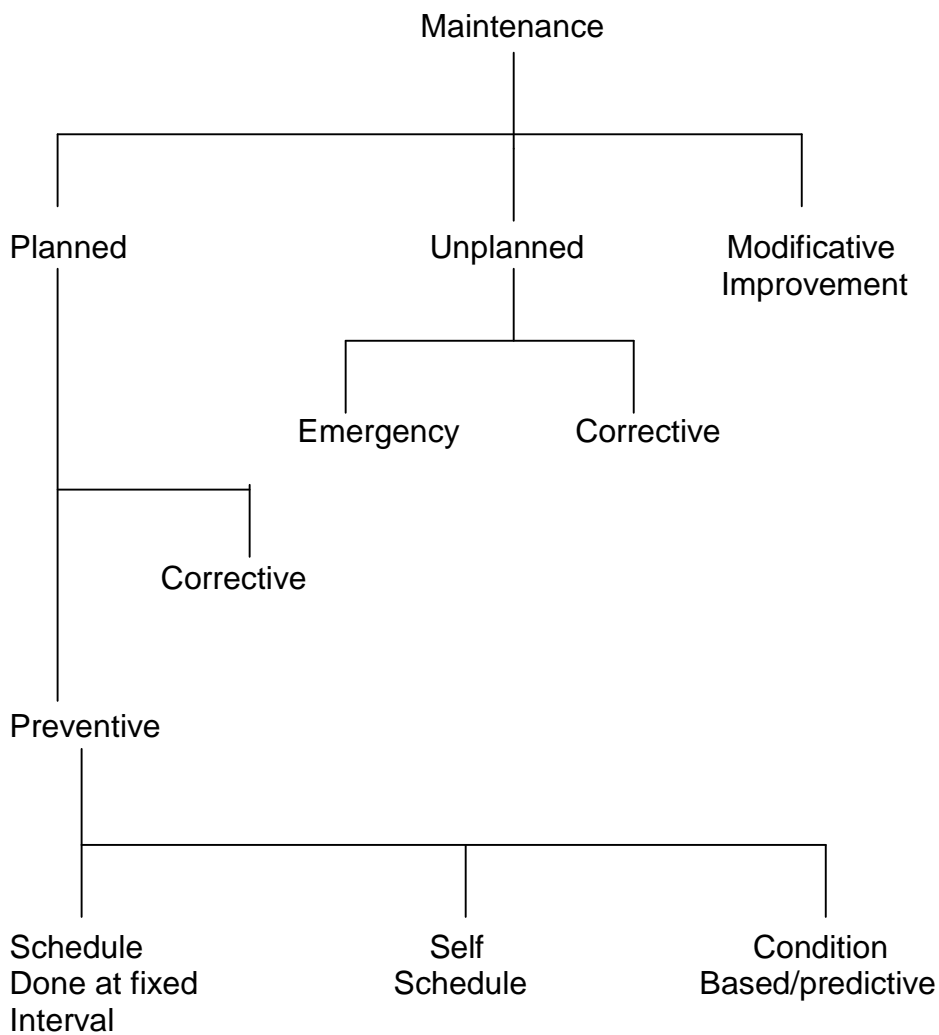 Maintenance
Planned
Unplanned
Modificative
Improvement
Emergency
Corrective
Corrective
Preventive
Schedule
Done at fixed
Interval
Self
Schedule
Condition
Based/predictive